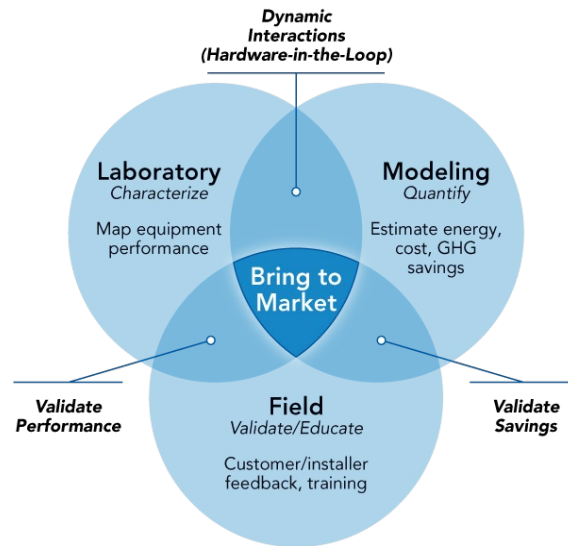 Dynamic
Interactions
(Hardware-in-the-Loop)
Laboratory
Characterize
Map equipment
performance
Modeling
Quantify
Estimate energy,
cost, GHG
savings
Bring to
Market
Validate
Performance
Field
Validate/Educate
Customer/installer
feedback, training
Validate
Savings